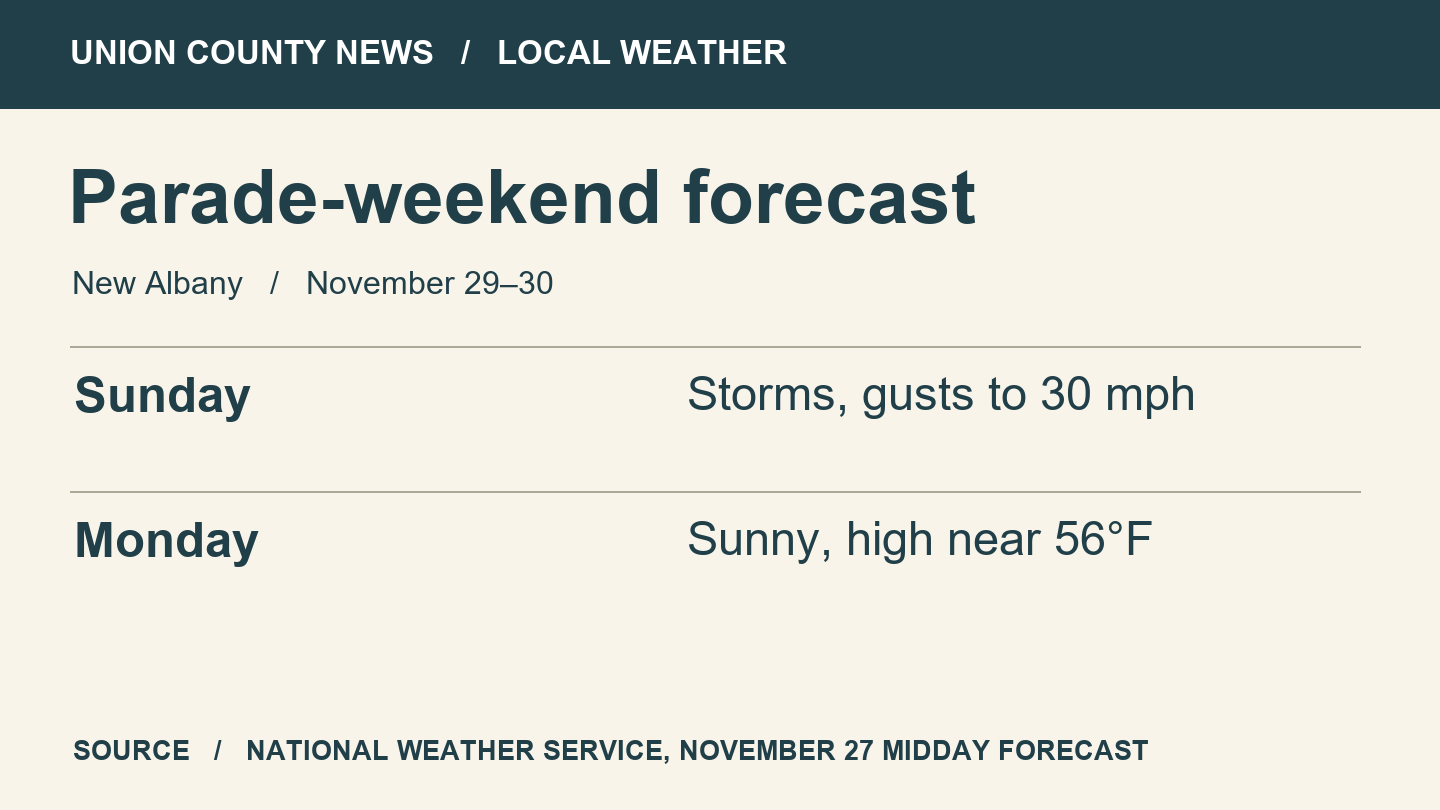 UNION COUNTY NEWS / LOCAL WEATHER
Parade-weekend forecast
New Albany / November 29–30
Sunday Storms, gusts to 30 mph
Monday Sunny, high near 56°F
SOURCE / NATIONAL WEATHER SERVICE, NOVEMBER 27 MIDDAY FORECAST